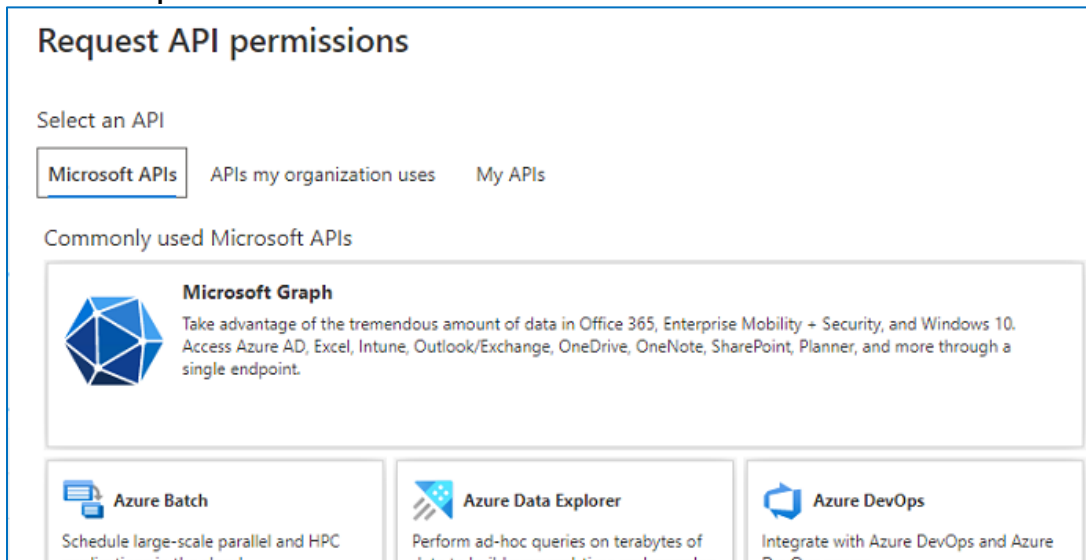 Request API permissions
Select an API
Microsoft APIs APIs my organization uses My APIs
Commonly used Microsoft APIs
Microsoft Graph
Take advantage of the tremendous amount of data in Office 365, Enterprise Mobility + Security, and Windows 10.
Access Azure AD, Excel, Intune, Outlook/Exchange, OneDrive, OneNote, SharePoint, Planner, and more through a
single endpoint.
Azure Batch
Schedule large-scale parallel and HPC
Azure Data Explorer
Perform ad-hoc queries on terabytes of
Azure DevOps
Integrate with Azure DevOps and Azure